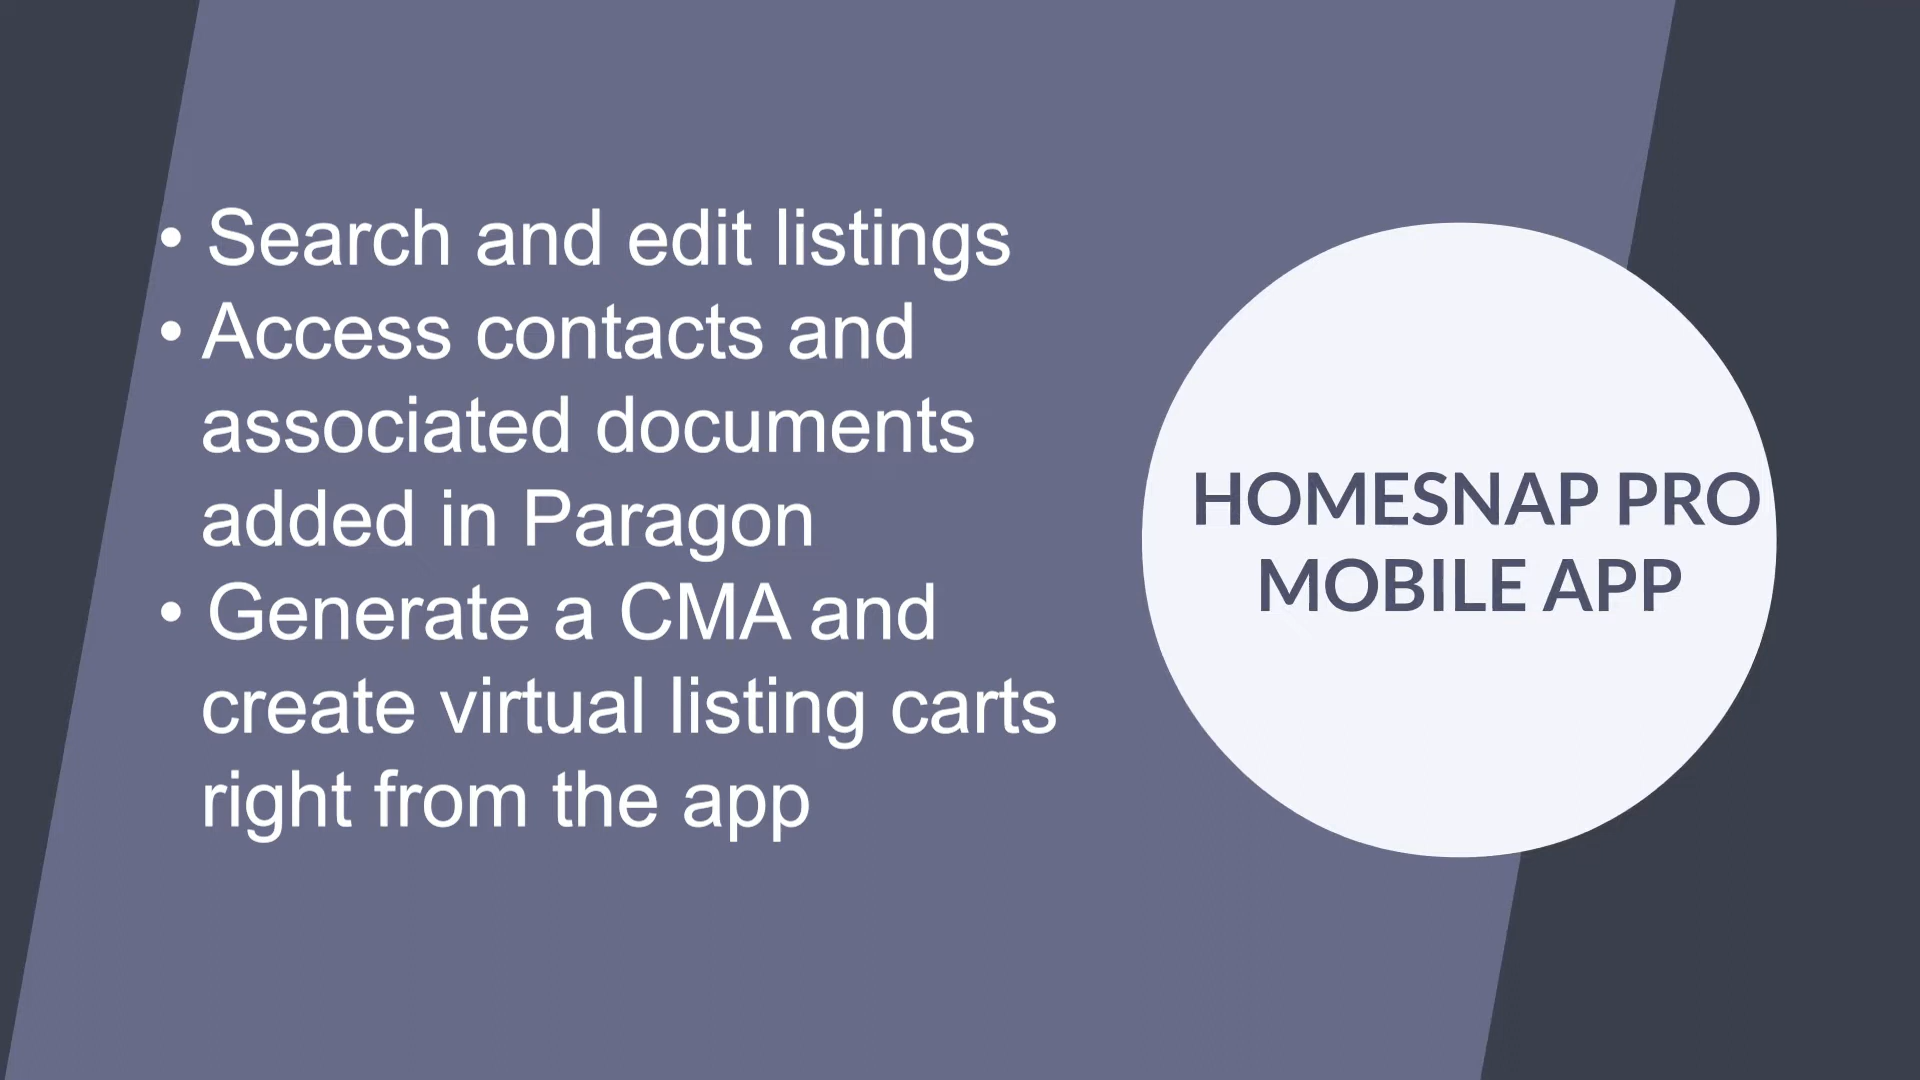 • Search and edit listings
• Access contacts and
associated documents
added in Paragon
• Generate a CMA and
create virtual listing carts
right from the app
HOMESNAP PRO
MOBILE APP